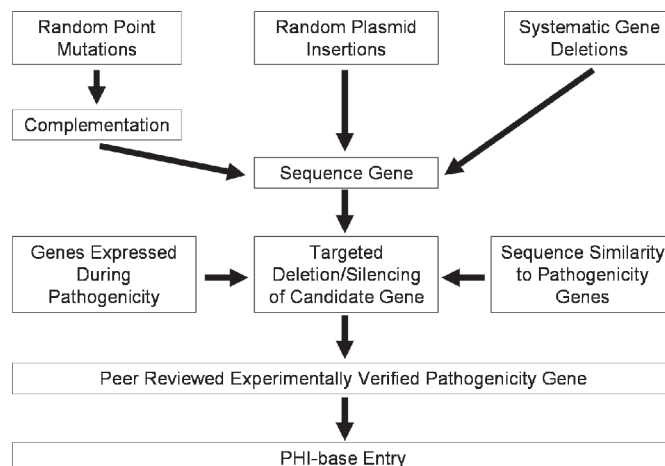 Random Point
Mutations
Random Plasmid
Insertions
Systematic Gene
Deletions
Complementation
Sequence Gene
Genes Expressed
During
Pathogenicity
Targeted
Deletion/Silencing
of Candidate Gene
Sequence Similarity
to Pathogenicity
Genes
Peer Reviewed Experimentally Verified Pathogenicity Gene
PHI-base Entry